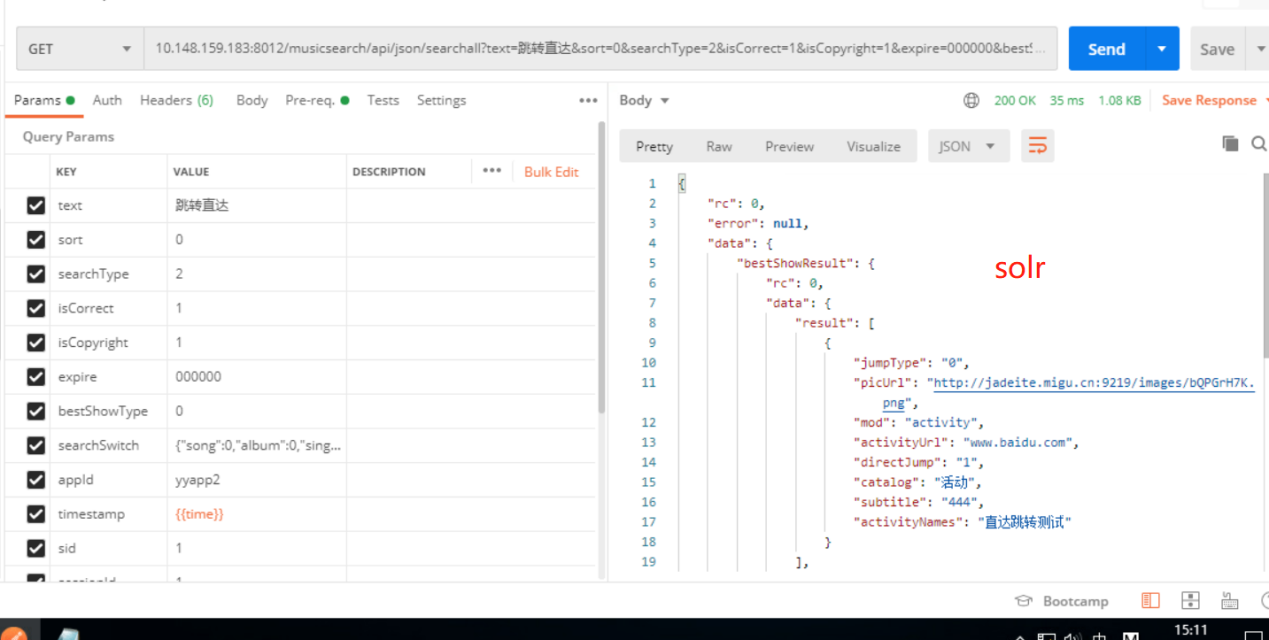 GET
10.148.159.183:8012/musicsearch/api/json/searchall?text=跳转直达&sort=0&searchType=2&isCorrect=1&isCopyright=1&expire=000000&best...
Send
Save
Params
Auth
Headers (6)
Body
Pre-req.
Tests
Settings
•••
Body
200 OK
35 ms
1.08 KB
Save Response
Query Params
Pretty
Raw
Preview
Visualize
JSON
KEY
VALUE
DESCRIPTION
•••
Bulk Edit
text
跳转直达
sort
0
searchType
2
isCorrect
1
isCopyright
1
expire
000000
bestShowType
0
searchSwitch
{"song":0,"album":0,"sing...
appId
yyapp2
timestamp
{{time}}
sid
1
1 {
2 "rc": 0,
3 "error": null,
4 "data": {
5 "bestShowResult": {
6 "rc": 0,
7 "data": {
8 "result": [
9 {
10 "jumpType": "0",
11 "picUrl": "http://jadeite.migu.cn:9219/images/bQPGrH7K.
png",
12 "mod": "activity",
13 "activityUrl": "www.baidu.com",
14 "directJump": "1",
15 "catalog": "活动",
16 "subtitle": "444",
17 "activityNames": "直达跳转测试"
18 }
19 ],
solr
Bootcamp
中
M
15:11